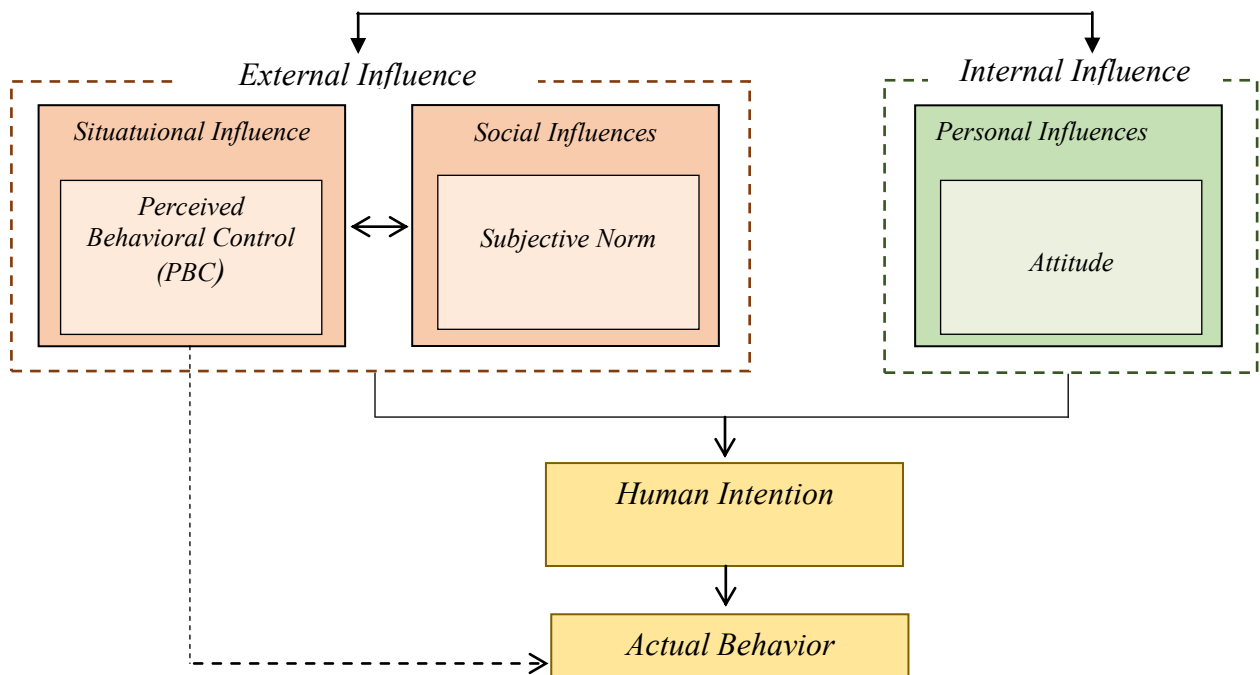 External Influence
Internal Influence
Situatuional Influence
Social Influences
Personal Influences
Perceived
Behavioral Control
(PBC)
Subjective Norm
Attitude
Human Intention
Actual Behavior